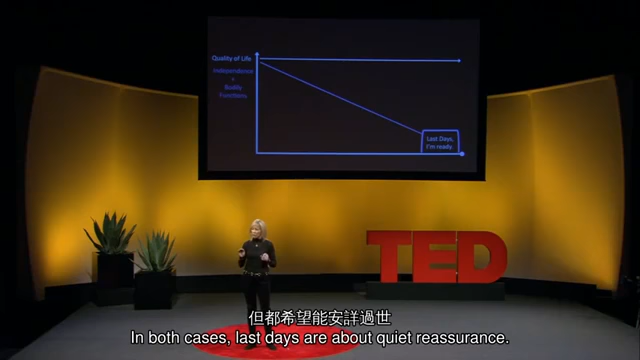 Quality of Life
Independence
+
Bodily
Functions
Last Days,
I'm ready
TED
但都希望能安詳過世
In both cases, last days are about quiet reassurance.